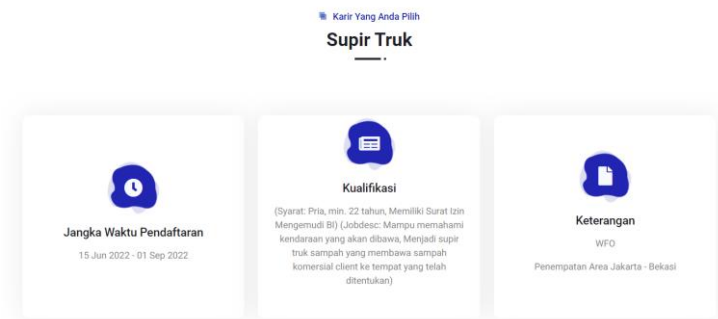 Karir Yang Anda Pilih
Supir Truk
Jangka Waktu Pendaftaran
15 Jun 2022 - 01 Sep 2022
Kualifikasi
(Syarat: Pria, min. 22 tahun, Memiliki Surat Izin
Mengemudi BI) (Jobdesc: Mampu memahami
kendaraan yang akan dibawa, Menjadi supir
truk sampah yang membawa sampah
komersial client ke tempat yang telah
ditentukan)
Keterangan
WFO
Penempatan Area Jakarta - Bekasi